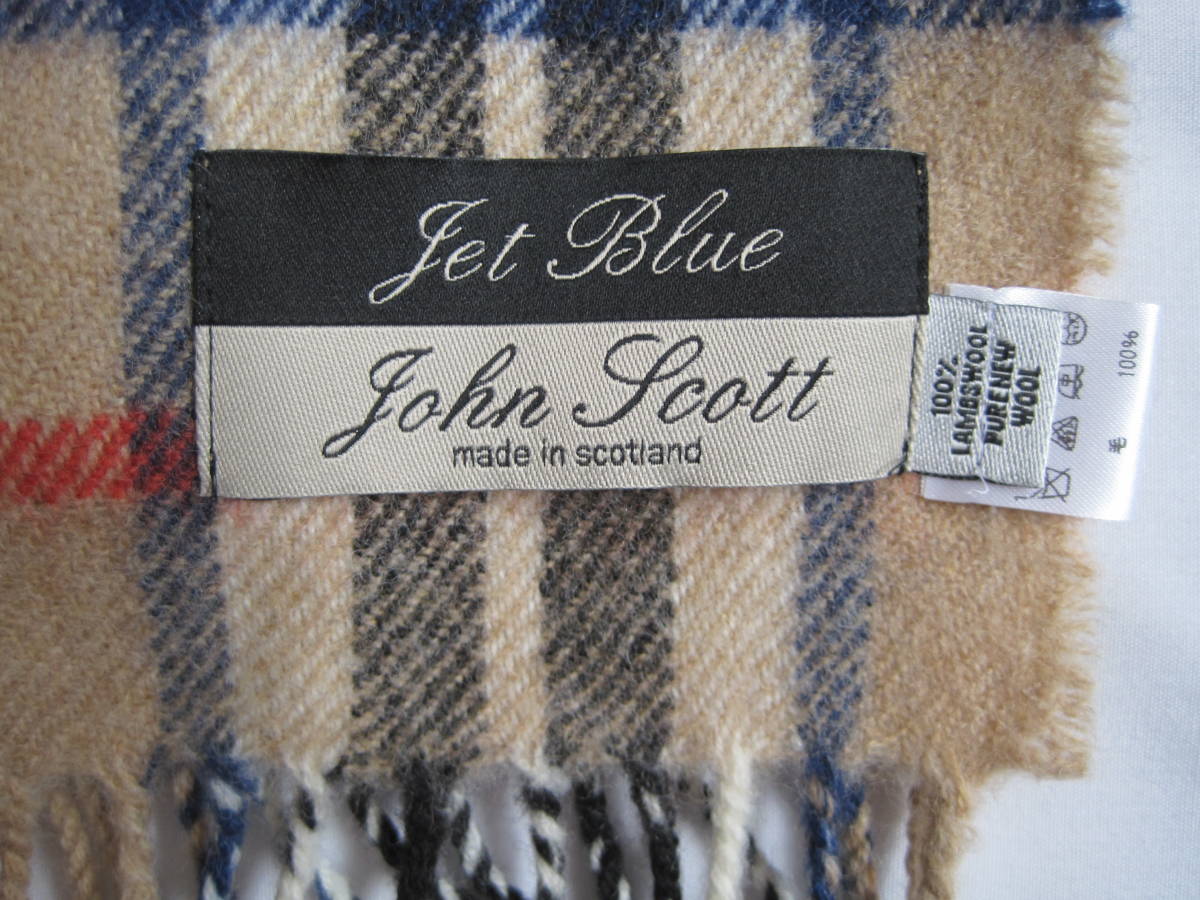 Jet Blue
John Scott
made in scotland
100%
LAMBSWOOL
PURE NEW
WOOL
毛 100%